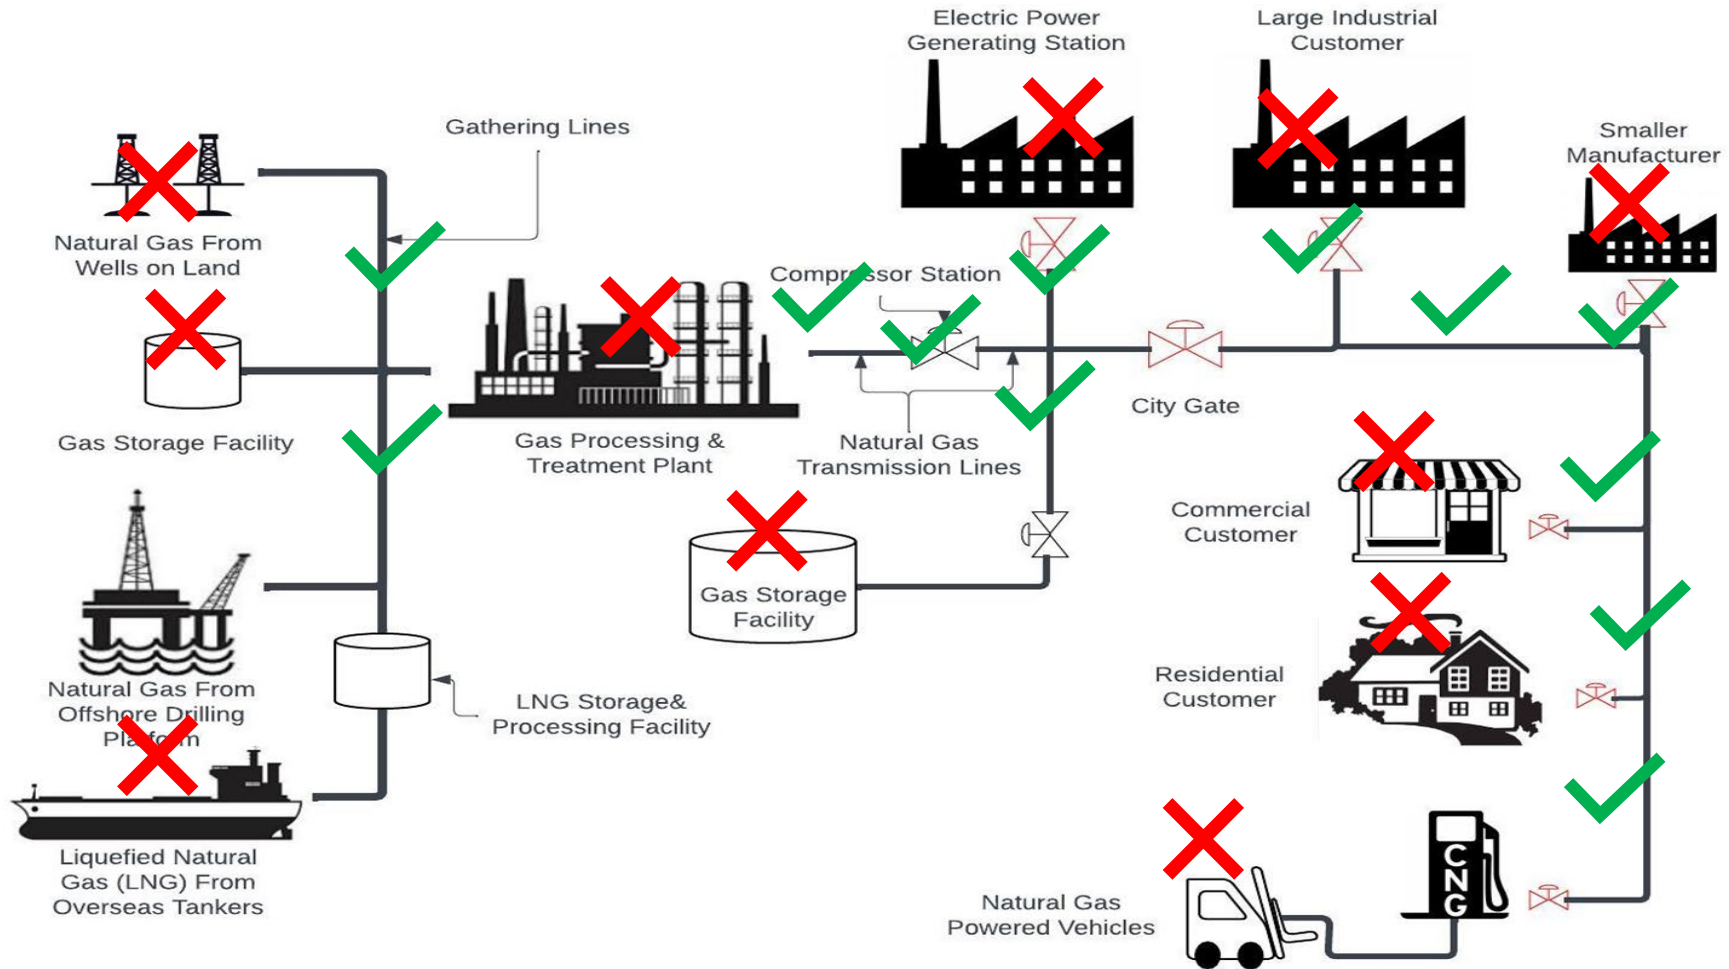 Electric Power
Generating Station
Large Industrial
Customer
Smaller
Manufacturer
Gathering Lines
Natural Gas From
Wells on Land
Compressor Station
City Gate
Gas Storage Facility
Gas Processing &
Treatment Plant
Natural Gas
Transmission Lines
Gas Storage
Facility
Commercial
Customer
Natural Gas From
Offshore Drilling
Platform
LNG Storage&
Processing Facility
Residential
Customer
Liquefied Natural
Gas (LNG) From
Overseas Tankers
Natural Gas
Powered Vehicles
CNG